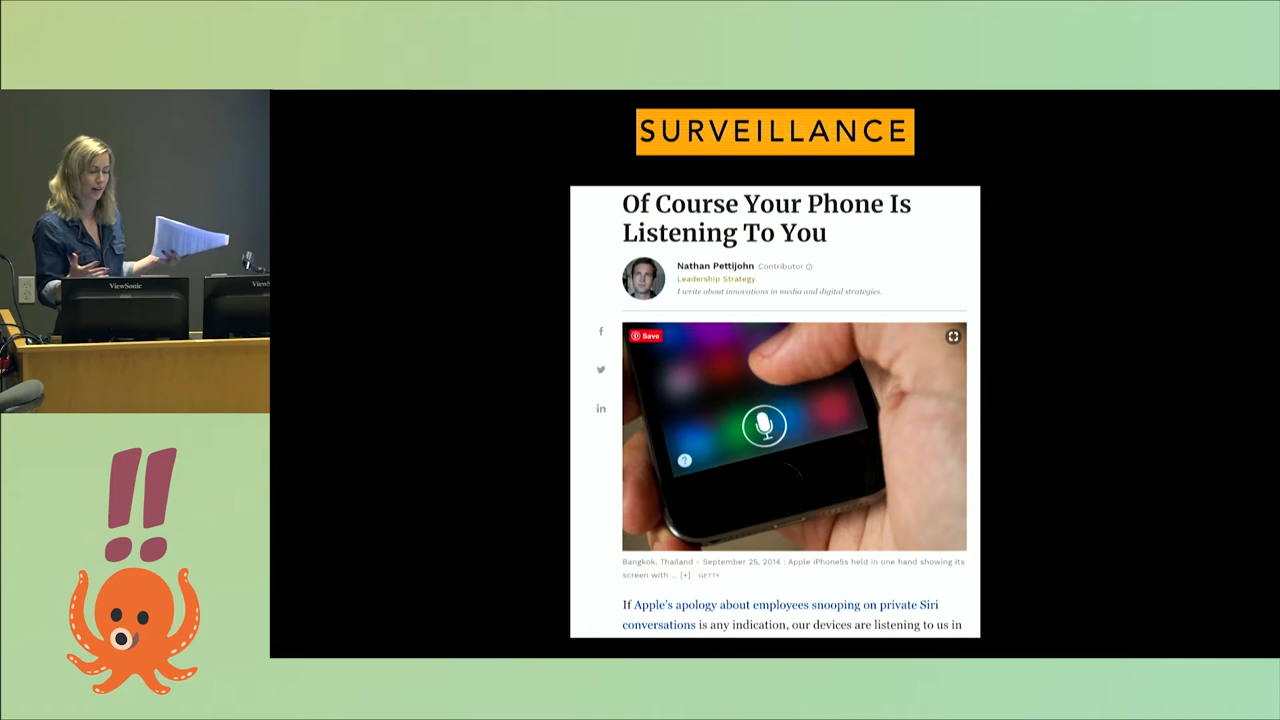 SURVEILLANCE
Of Course Your Phone Is
Listening To You
Nathan Pettijohn Contributor
Leadership Strategy
I write about innovations in media and digital strategies.
Save
?
Bangkok, Thailand - September 25, 2014 : Apple iPhone5s held in one hand showing its
screen with ... [+] GETTY
If Apple's apology about employees snooping on private Siri
conversations is any indication, our devices are listening to us in
ViewSonic
ViewS
!!